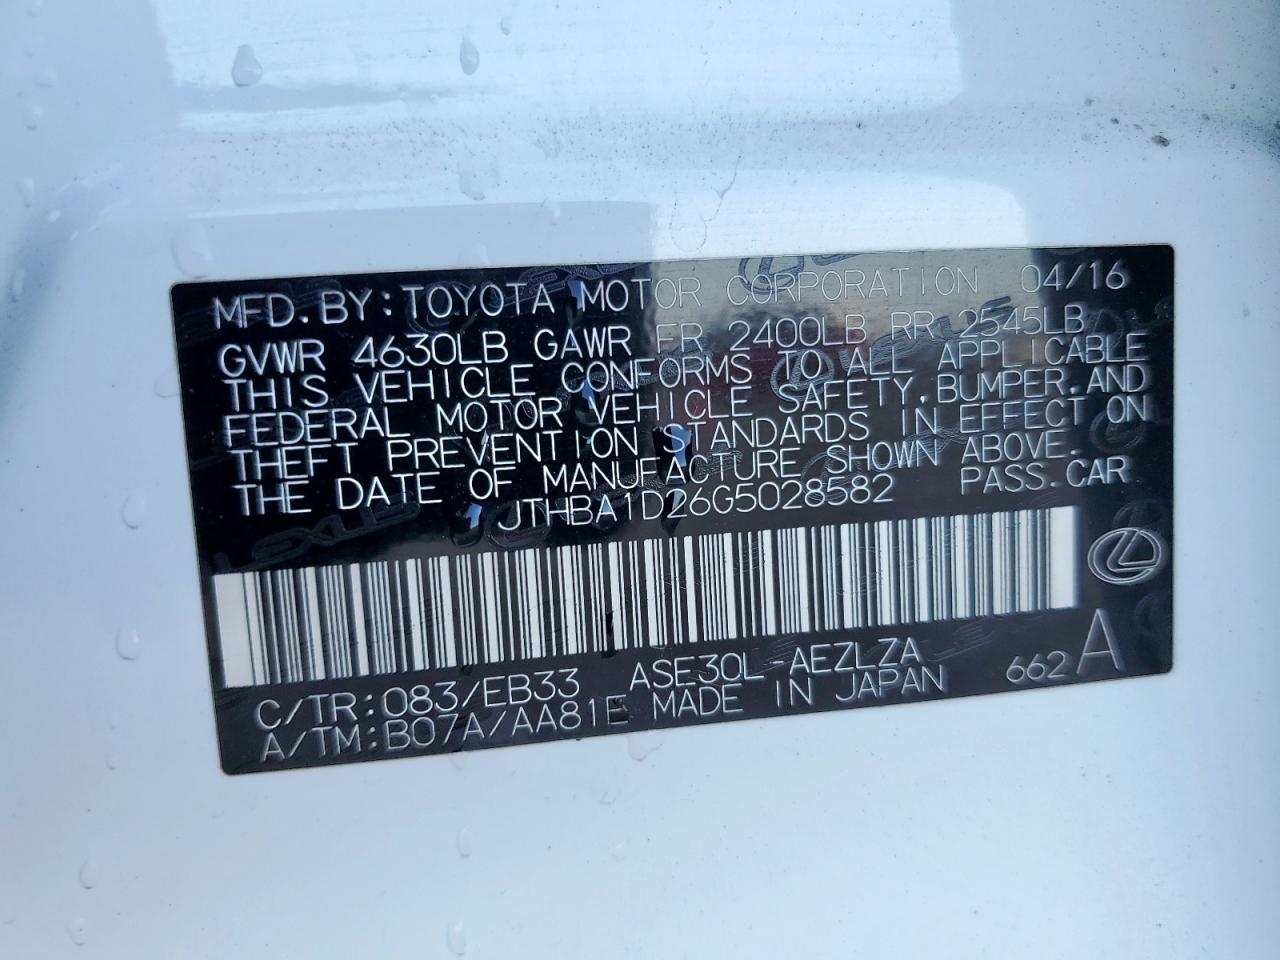 MFD. BY: TOYOTA MOTOR CORPORATION 04/16
GVWR 4630LB GAWR FR 2400LB RR 2545LB
THIS VEHICLE CONFORMS TO ALL APPLICABLE
FEDERAL MOTOR VEHICLE SAFETY, BUMPER, AND
THEFT PREVENTION STANDARDS IN EFFECT ON
THE DATE OF MANUFACTURE SHOWN ABOVE.
JTHBA1D26G5028582 PASS. CAR
C/TR: 083/EB33 ASE30L-AEZLZA 662 A
A/TM: B07A/AA81E MADE IN JAPAN